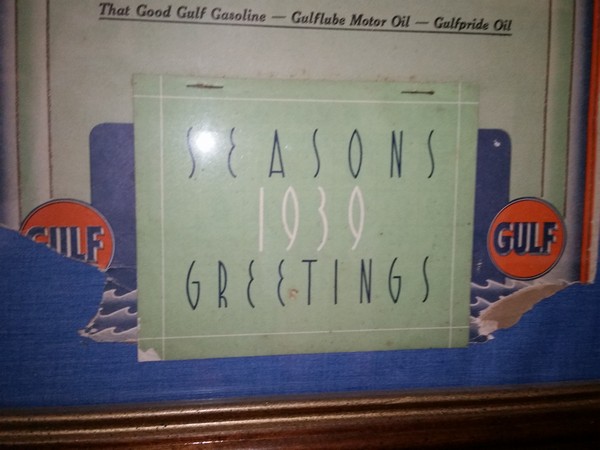 That Good Gulf Gasoline — Gulflube Motor Oil — Gulfpride Oil
SEASONS
1939
GREETINGS
GULF
GULF